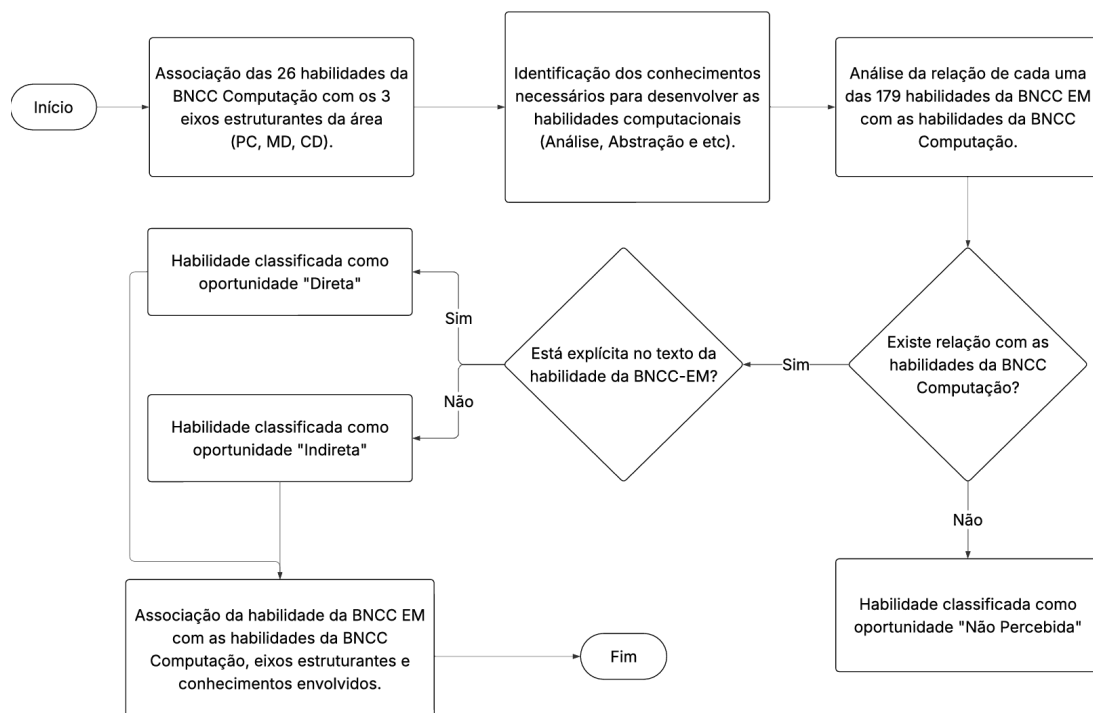 Início
Associação das 26 habilidades da
BNCC Computação com os 3
eixos estruturantes da área
(PC, MD, CD).
Identificação dos conhecimentos
necessários para desenvolver as
habilidades computacionais
(Análise, Abstração e etc).
Análise da relação de cada uma
das 179 habilidades da BNCC EM
com as habilidades da BNCC
Computação.
Existe relação com as
habilidades da BNCC
Computação?
Sim
Não
Habilidade classificada como
oportunidade "Não Percebida"
Está explícita no texto da
habilidade da BNCC-EM?
Sim
Não
Habilidade classificada como
oportunidade "Direta"
Habilidade classificada como
oportunidade "Indireta"
Associação da habilidade da BNCC EM
com as habilidades da BNCC
Computação, eixos estruturantes e
conhecimentos envolvidos.
Fim